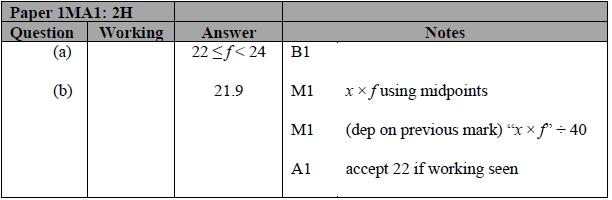 Paper 1MA1: 2H
Question Working Answer Notes
(a) 22 ≤ f < 24 B1
(b) 21.9 M1 x × f using midpoints
M1 (dep on previous mark) “x × f” ÷ 40
A1 accept 22 if working seen